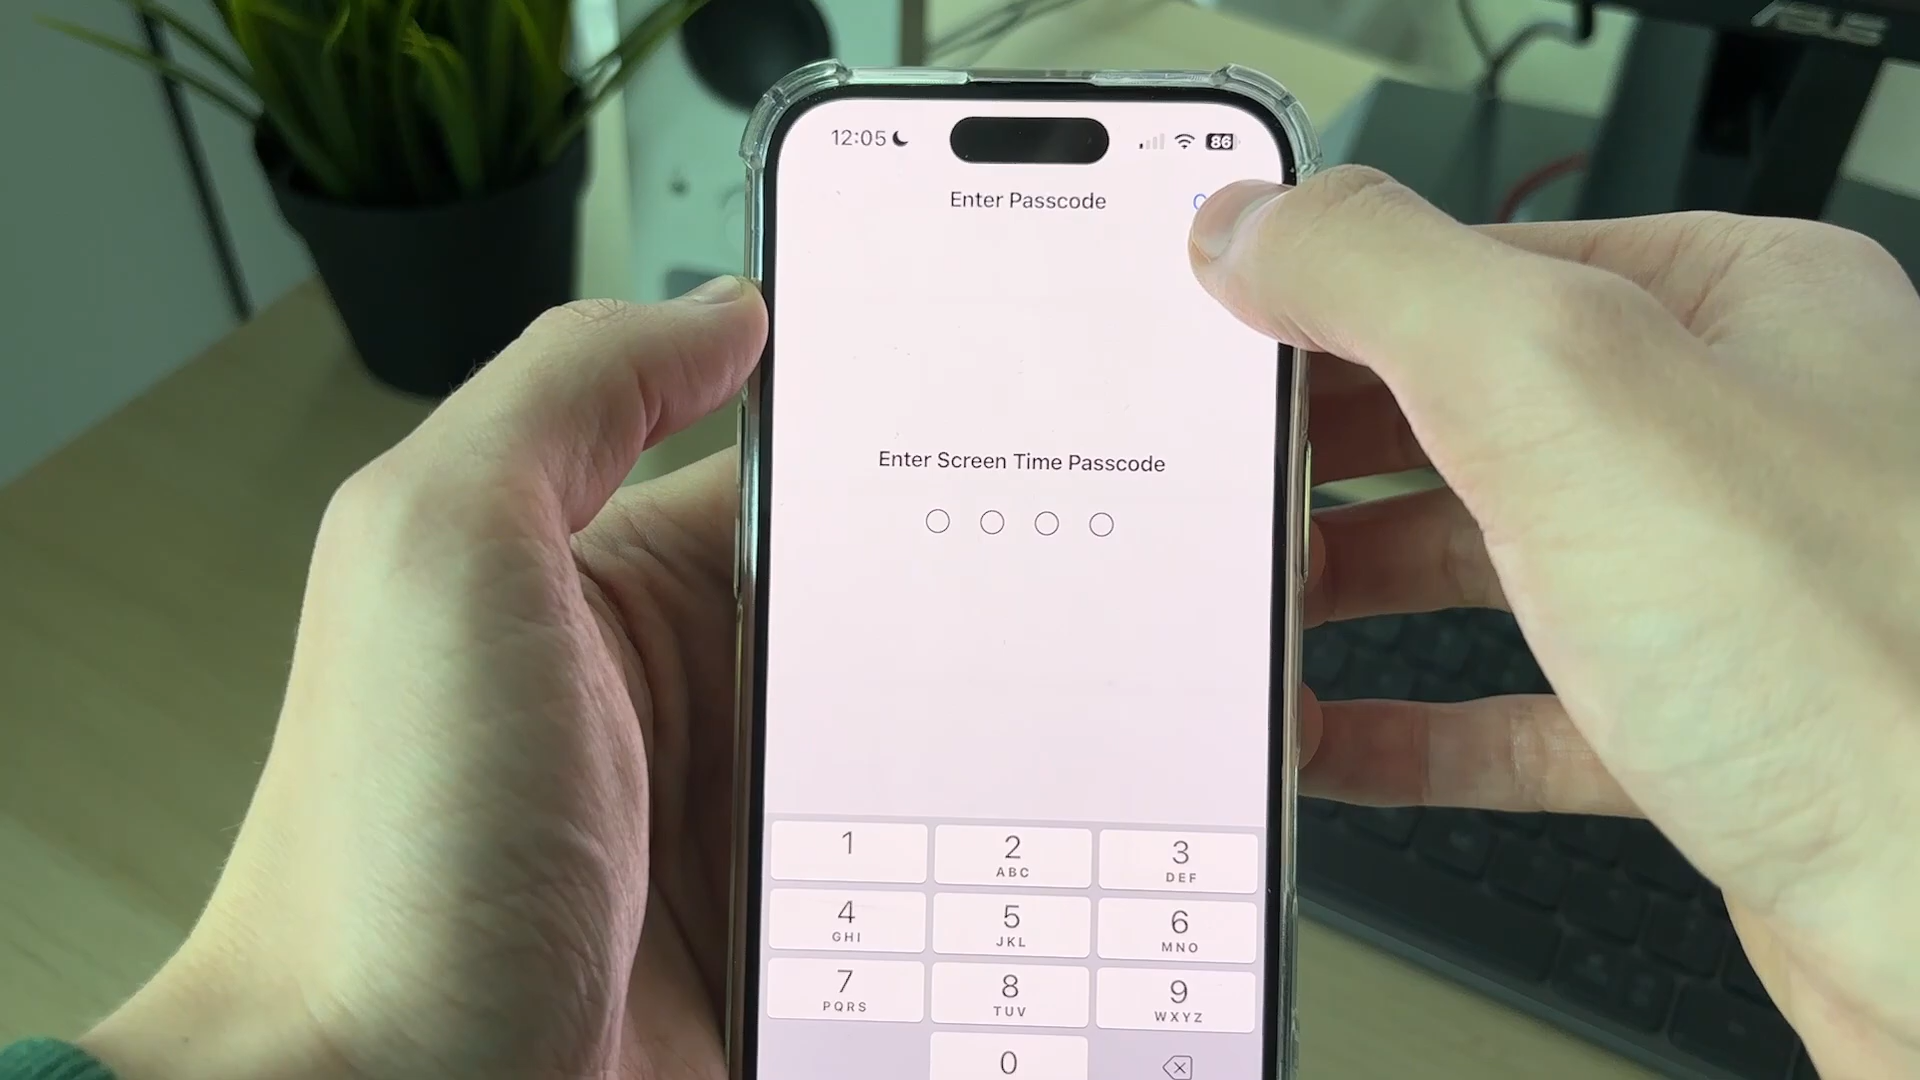 ASUS
12:05
86
Enter Passcode
Enter Screen Time Passcode
1
2
ABC
3
DEF
4
GHI
5
JKL
6
MNO
7
PQRS
8
TUV
9
WXYZ
0